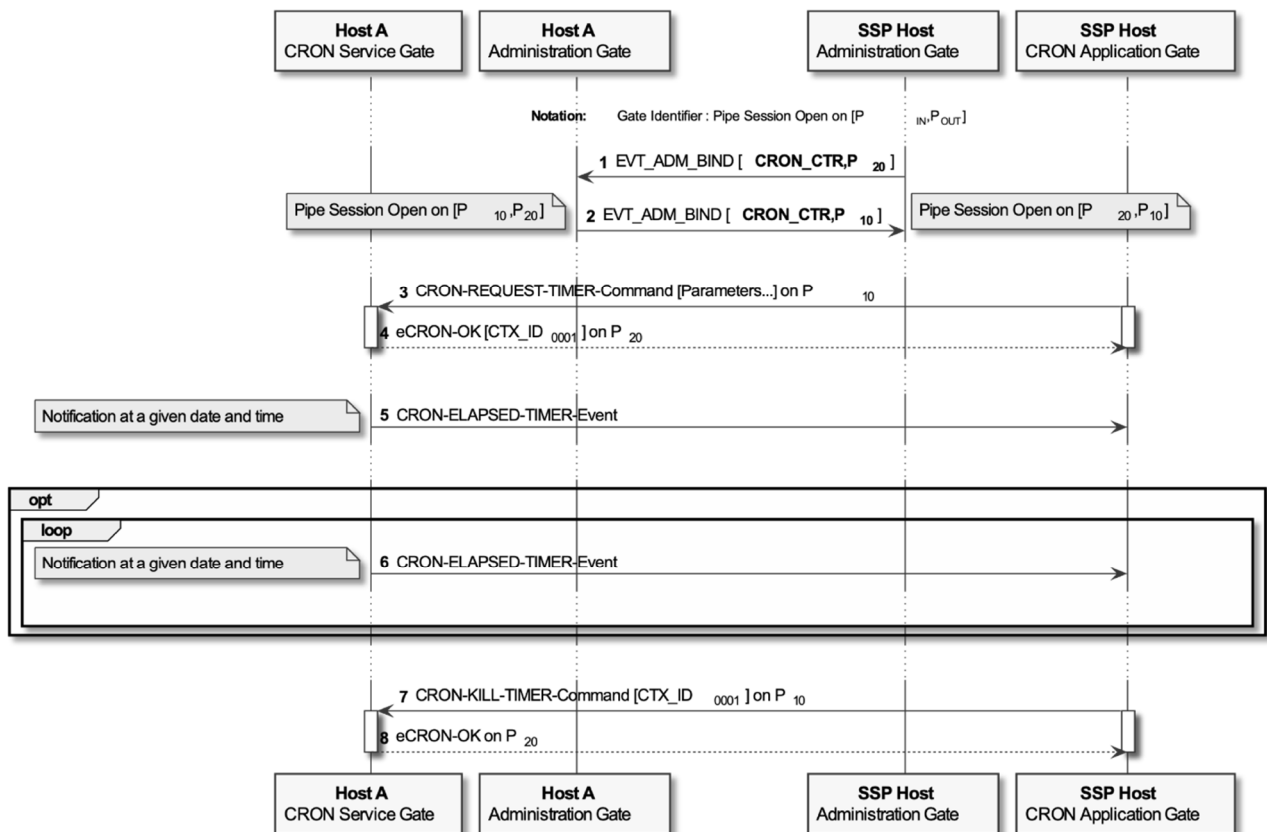 Host A
CRON Service Gate
Host A
Administration Gate
SSP Host
Administration Gate
SSP Host
CRON Application Gate
Notation: Gate Identifier : Pipe Session Open on [P IN,POUT]
1 EVT_ADM_BIND [ CRON_CTR,P 20 ]
Pipe Session Open on [P 10 ,P20 ]
2 EVT_ADM_BIND [ CRON_CTR,P 10 ]
Pipe Session Open on [P 20 ,P10 ]
3 CRON-REQUEST-TIMER-Command [Parameters...] on P 10
4 eCRON-OK [CTX_ID 0001 ] on P 20
Notification at a given date and time
5 CRON-ELAPSED-TIMER-Event
opt
loop
Notification at a given date and time
6 CRON-ELAPSED-TIMER-Event
7 CRON-KILL-TIMER-Command [CTX_ID 0001 ] on P 10
8 eCRON-OK on P 20
Host A
CRON Service Gate
Host A
Administration Gate
SSP Host
Administration Gate
SSP Host
CRON Application Gate